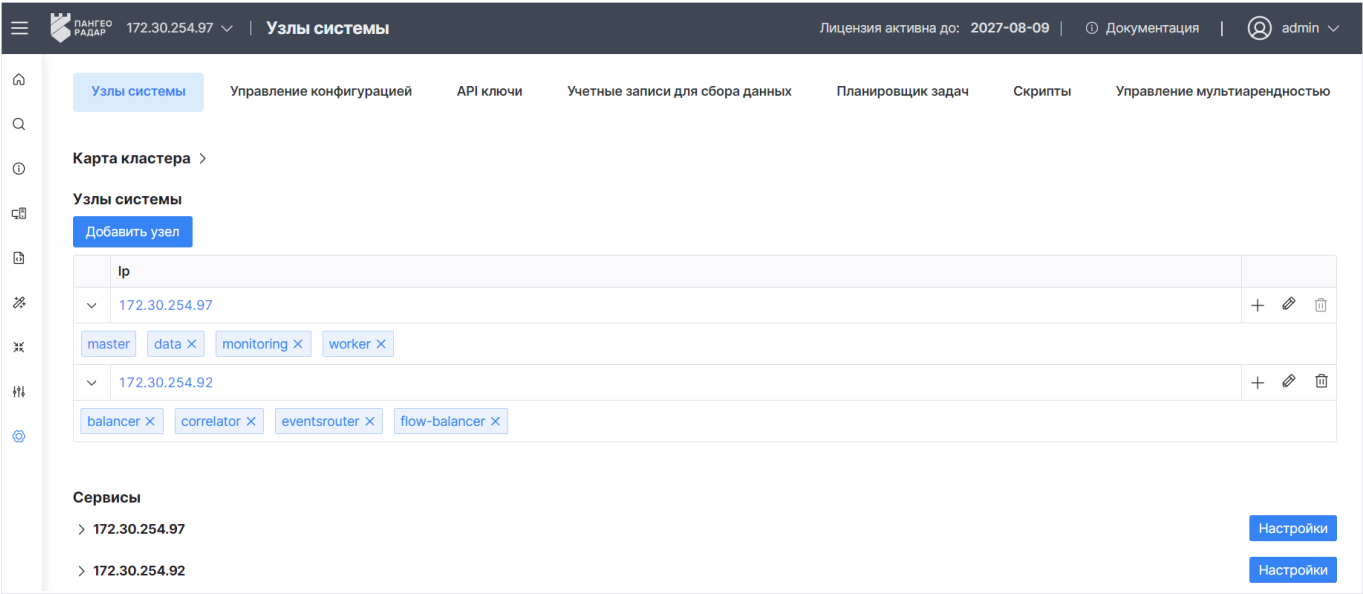 ПАНГЕО РАДАР 172.30.254.97 | Узлы системы Лицензия активна до: 2027-08-09 | Документация | admin
Узлы системы Управление конфигурацией API ключи Учетные записи для сбора данных Планировщик задач Скрипты Управление мультиарендностью
Карта кластера
Узлы системы
Добавить узел
Ip
172.30.254.97
master data monitoring worker
172.30.254.92
balancer correlator eventsrouter flow-balancer
Сервисы
172.30.254.97 Настройки
172.30.254.92 Настройки